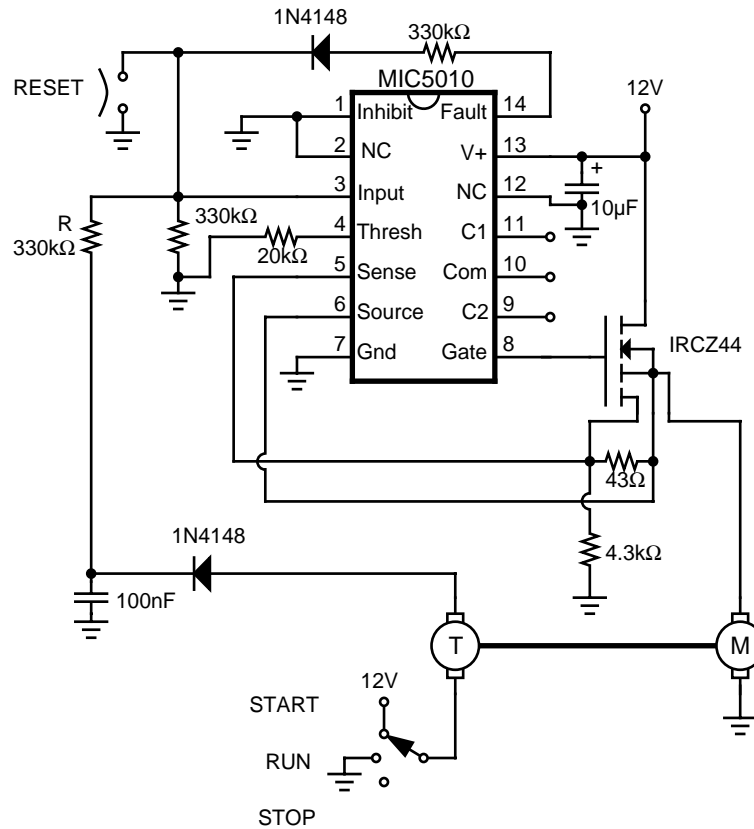 1N4148
330kΩ
RESET
MIC5010
12V
1 Inhibit Fault 14
2 NC V+ 13
3 Input NC 12
4 Thresh C1 11
5 Sense Com 10
6 Source C2 9
7 Gnd Gate 8
+
10µF
R
330kΩ
330kΩ
20kΩ
IRCZ44
43Ω
4.3kΩ
1N4148
100nF
T
M
12V
START
RUN
STOP